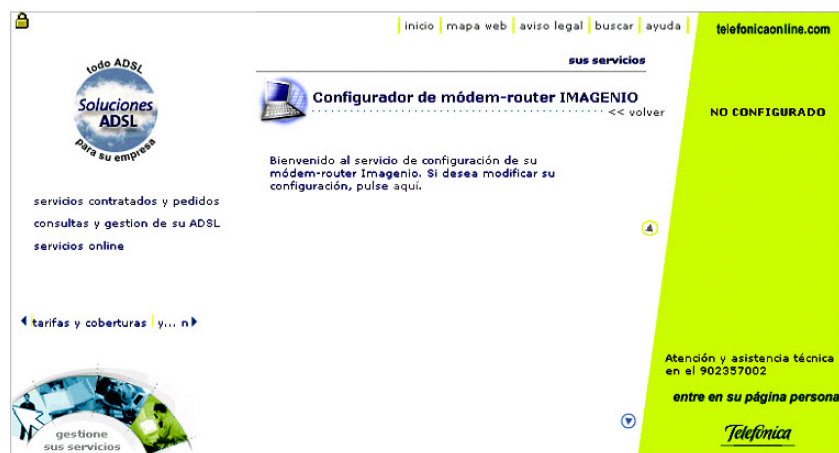 inicio mapa web aviso legal buscar ayuda
telefonicaonline.com
sus servicios
todo ADSL
Soluciones
ADSL
para su empresa
Configurador de módem-router IMAGENIO
<< volver
NO CONFIGURADO
Bienvenido al servicio de configuración de su
módem-router Imagenio. Si desea modificar su
configuración, pulse aquí.
servicios contratados y pedidos
consultas y gestion de su ADSL
servicios online
tarifas y coberturas y... n
Atención y asistencia técnica
en el 902357002
entre en su página persona
gestione
sus servicios
Telefónica